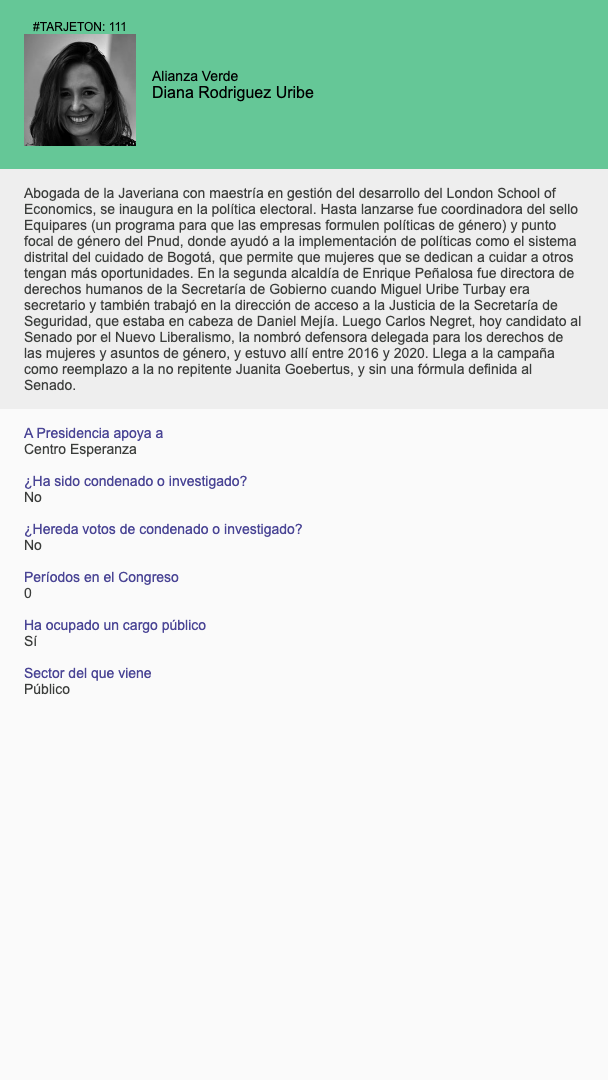 #TARJETON: 111
Alianza Verde
Diana Rodriguez Uribe
Abogada de la Javeriana con maestría en gestión del desarrollo del London School of
Economics, se inaugura en la política electoral. Hasta lanzarse fue coordinadora del sello
Equipares (un programa para que las empresas formulen políticas de género) y punto
focal de género del Pnud, donde ayudó a la implementación de políticas como el sistema
distrital del cuidado de Bogotá, que permite que mujeres que se dedican a cuidar a otros
tengan más oportunidades. En la segunda alcaldía de Enrique Peñalosa fue directora de
derechos humanos de la Secretaría de Gobierno cuando Miguel Uribe Turbay era
secretario y también trabajó en la dirección de acceso a la Justicia de la Secretaría de
Seguridad, que estaba en cabeza de Daniel Mejía. Luego Carlos Negret, hoy candidato al
Senado por el Nuevo Liberalismo, la nombró defensora delegada para los derechos de
las mujeres y asuntos de género, y estuvo allí entre 2016 y 2020. Llega a la campaña
como reemplazo a la no repitente Juanita Goebertus, y sin una fórmula definida al
Senado.
A Presidencia apoya a
Centro Esperanza
¿Ha sido condenado o investigado?
No
¿Hereda votos de condenado o investigado?
No
Períodos en el Congreso
0
Ha ocupado un cargo público
Sí
Sector del que viene
Público